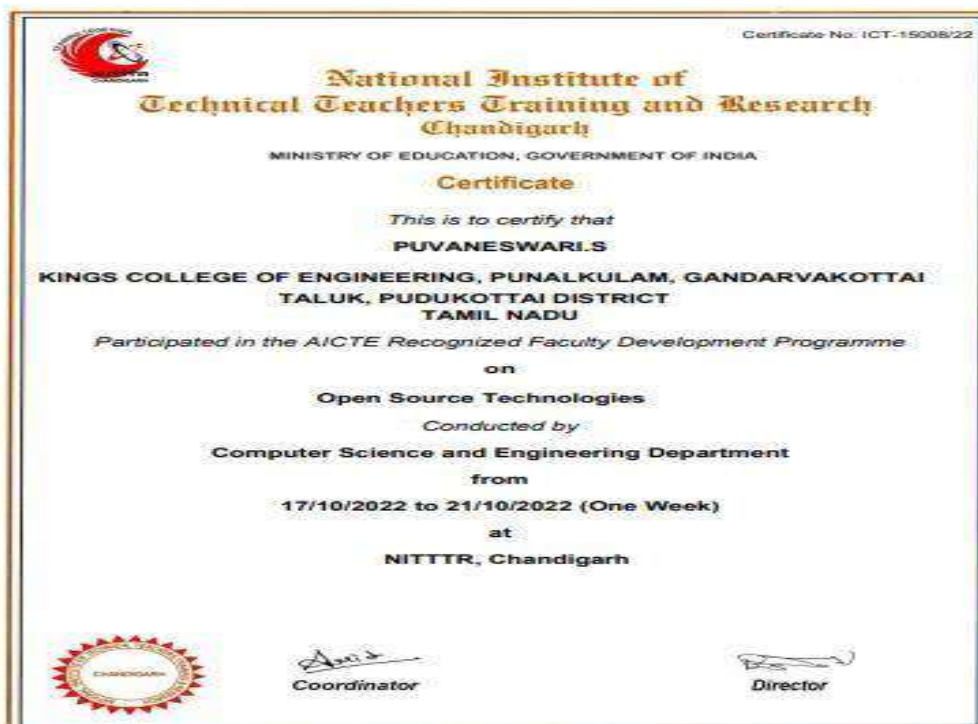 Certificate No: ICT-15008/22
National Institute of
Technical Teachers Training and Research
Chandigarh
MINISTRY OF EDUCATION, GOVERNMENT OF INDIA
Certificate
This is to certify that
PUVANESWARI.S
KINGS COLLEGE OF ENGINEERING, PUNALKULAM, GANDARVAKOTTAI
TALUK, PUDUKOTTAI DISTRICT
TAMIL NADU
Participated in the AICTE Recognized Faculty Development Programme
on
Open Source Technologies
Conducted by
Computer Science and Engineering Department
from
17/10/2022 to 21/10/2022 (One Week)
at
NITTTR, Chandigarh
CHANDIGARH
Coordinator
Director